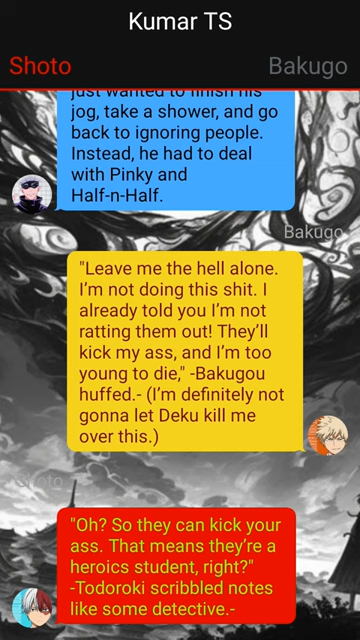 Kumar TS
Shoto
Bakugo
just wanted to finish his
jog, take a shower, and go
back to ignoring people.
Instead, he had to deal
with Pinky and
Half-n-Half.
Bakugo
"Leave me the hell alone.
I’m not doing this shit. I
already told you I’m not
ratting them out! They’ll
kick my ass, and I’m too
young to die," -Bakugou
huffed.- (I’m definitely not
gonna let Deku kill me
over this.)
Shoto
"Oh? So they can kick your
ass. That means they’re a
heroics student, right?"
-Todoroki scribbled notes
like some detective.-